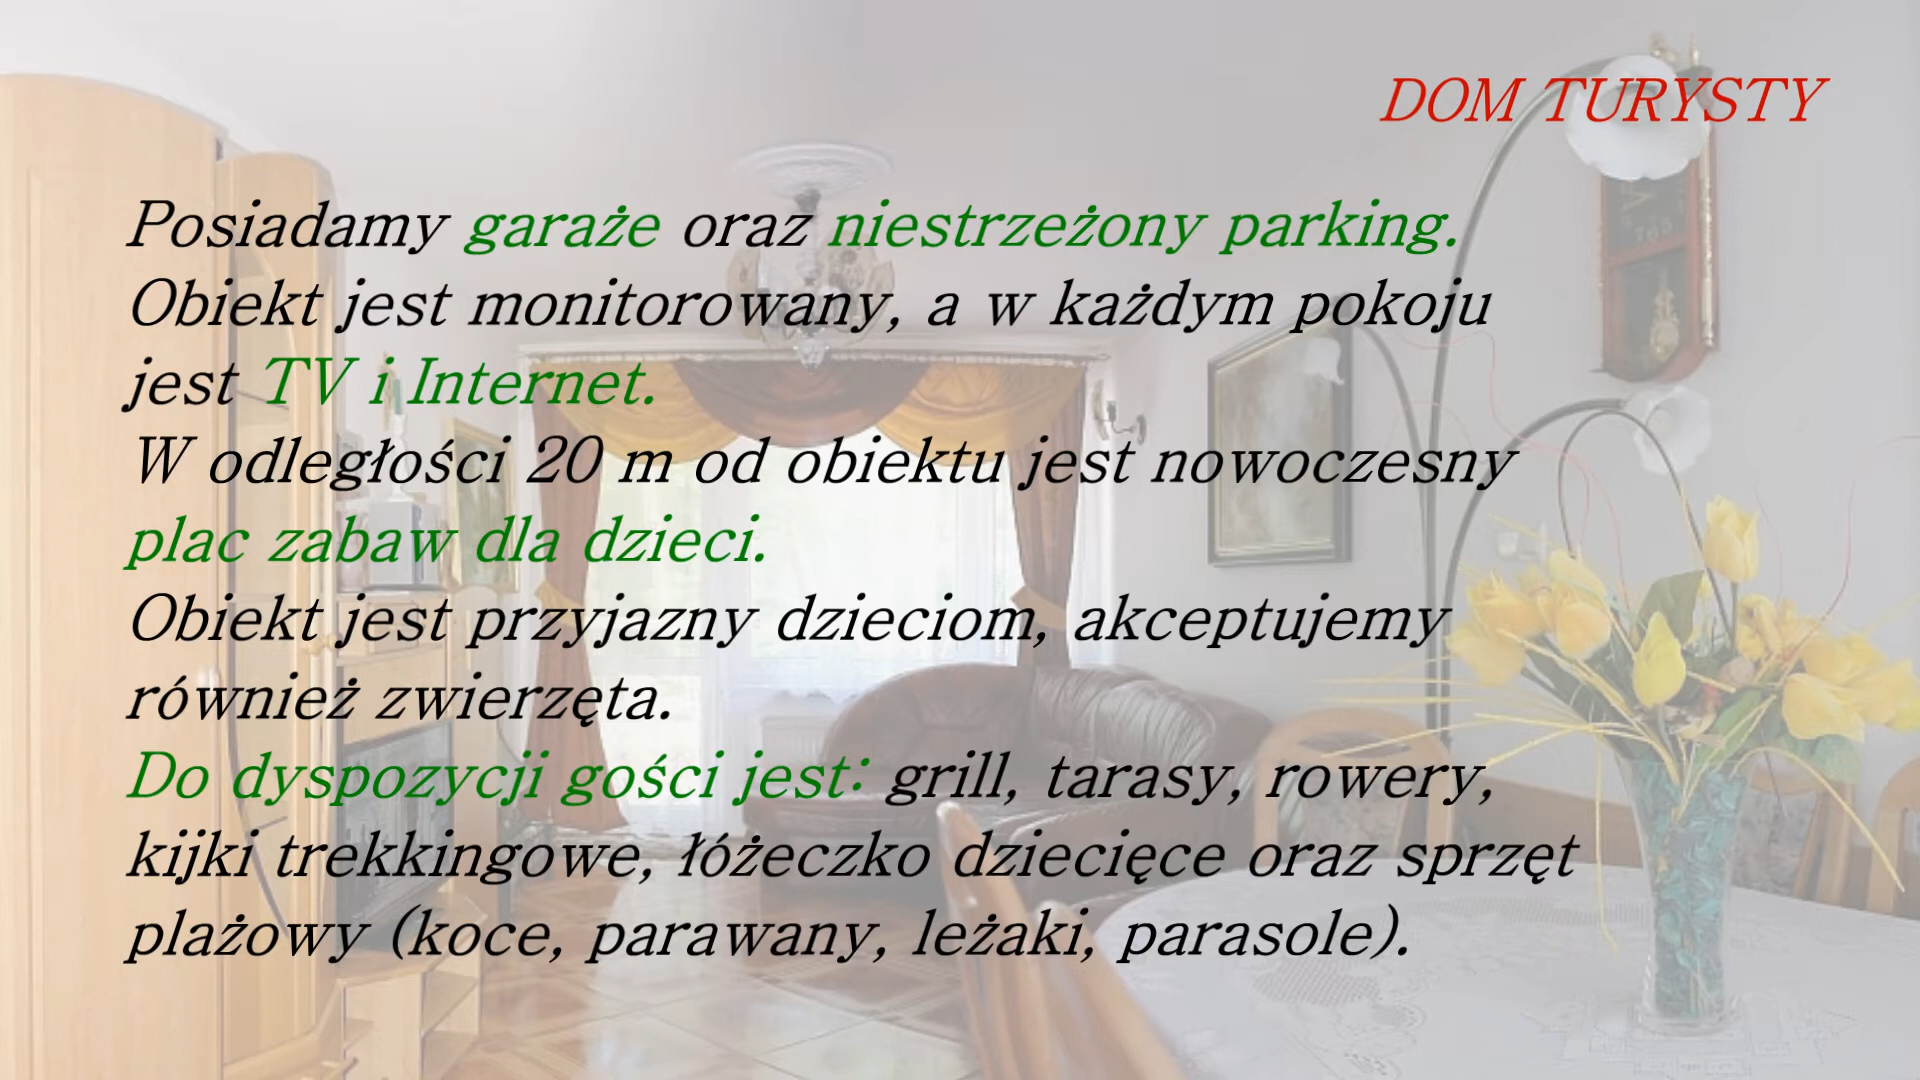 DOM TURYSTY
Posiadamy garaże oraz niestrzeżony parking.
Obiekt jest monitorowany, a w każdym pokoju
jest TV i Internet.
W odległości 20 m od obiektu jest nowoczesny
plac zabaw dla dzieci.
Obiekt jest przyjazny dzieciom, akceptujemy
również zwierzęta.
Do dyspozycji gości jest: grill, tarasy, rowery,
kijki trekkingowe, łóżeczko dziecięce oraz sprzęt
plażowy (koce, parawany, leżaki, parasole).